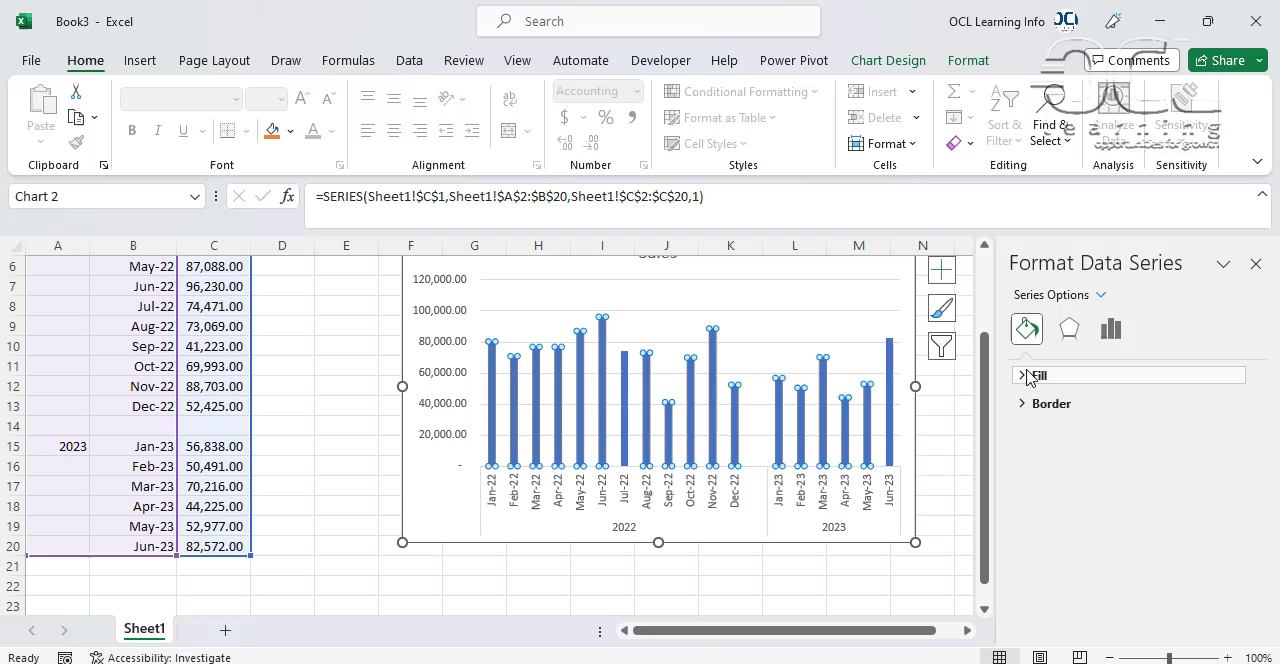 Book3 - Excel
Search
OCL Learning Info
File Home Insert Page Layout Draw Formulas Data Review View Automate Developer Help Power Pivot Chart Design Format
Comments Share
Paste
Accounting
Conditional Formatting
Format as Table
Cell Styles
Insert
Delete
Format
Sort &
Filter
Find &
Select
Analyze
Data
Sensitivity
Clipboard Font Alignment Number Styles Cells Editing Analysis Sensitivity
Chart 2
=SERIES(Sheet1!$C$1,Sheet1!$A$2:$B$20,Sheet1!$C$2:$C$20,1)
A B C D E F G H I J K L M N
6 May-22 87,088.00
7 Jun-22 96,230.00
8 Jul-22 74,471.00
9 Aug-22 73,069.00
10 Sep-22 41,223.00
11 Oct-22 69,993.00
12 Nov-22 88,703.00
13 Dec-22 52,425.00
14
15 2023 Jan-23 56,838.00
16 Feb-23 50,491.00
17 Mar-23 70,216.00
18 Apr-23 44,225.00
19 May-23 52,977.00
20 Jun-23 82,572.00
21
22
23
Sales
120,000.00
100,000.00
80,000.00
60,000.00
40,000.00
20,000.00
-
Jan-22 Feb-22 Mar-22 Apr-22 May-22 Jun-22 Jul-22 Aug-22 Sep-22 Oct-22 Nov-22 Dec-22 Jan-23 Feb-23 Mar-23 Apr-23 May-23 Jun-23
2022 2023
Format Data Series
Series Options
Fill
Border
Sheet1
Ready Accessibility: Investigate 100%